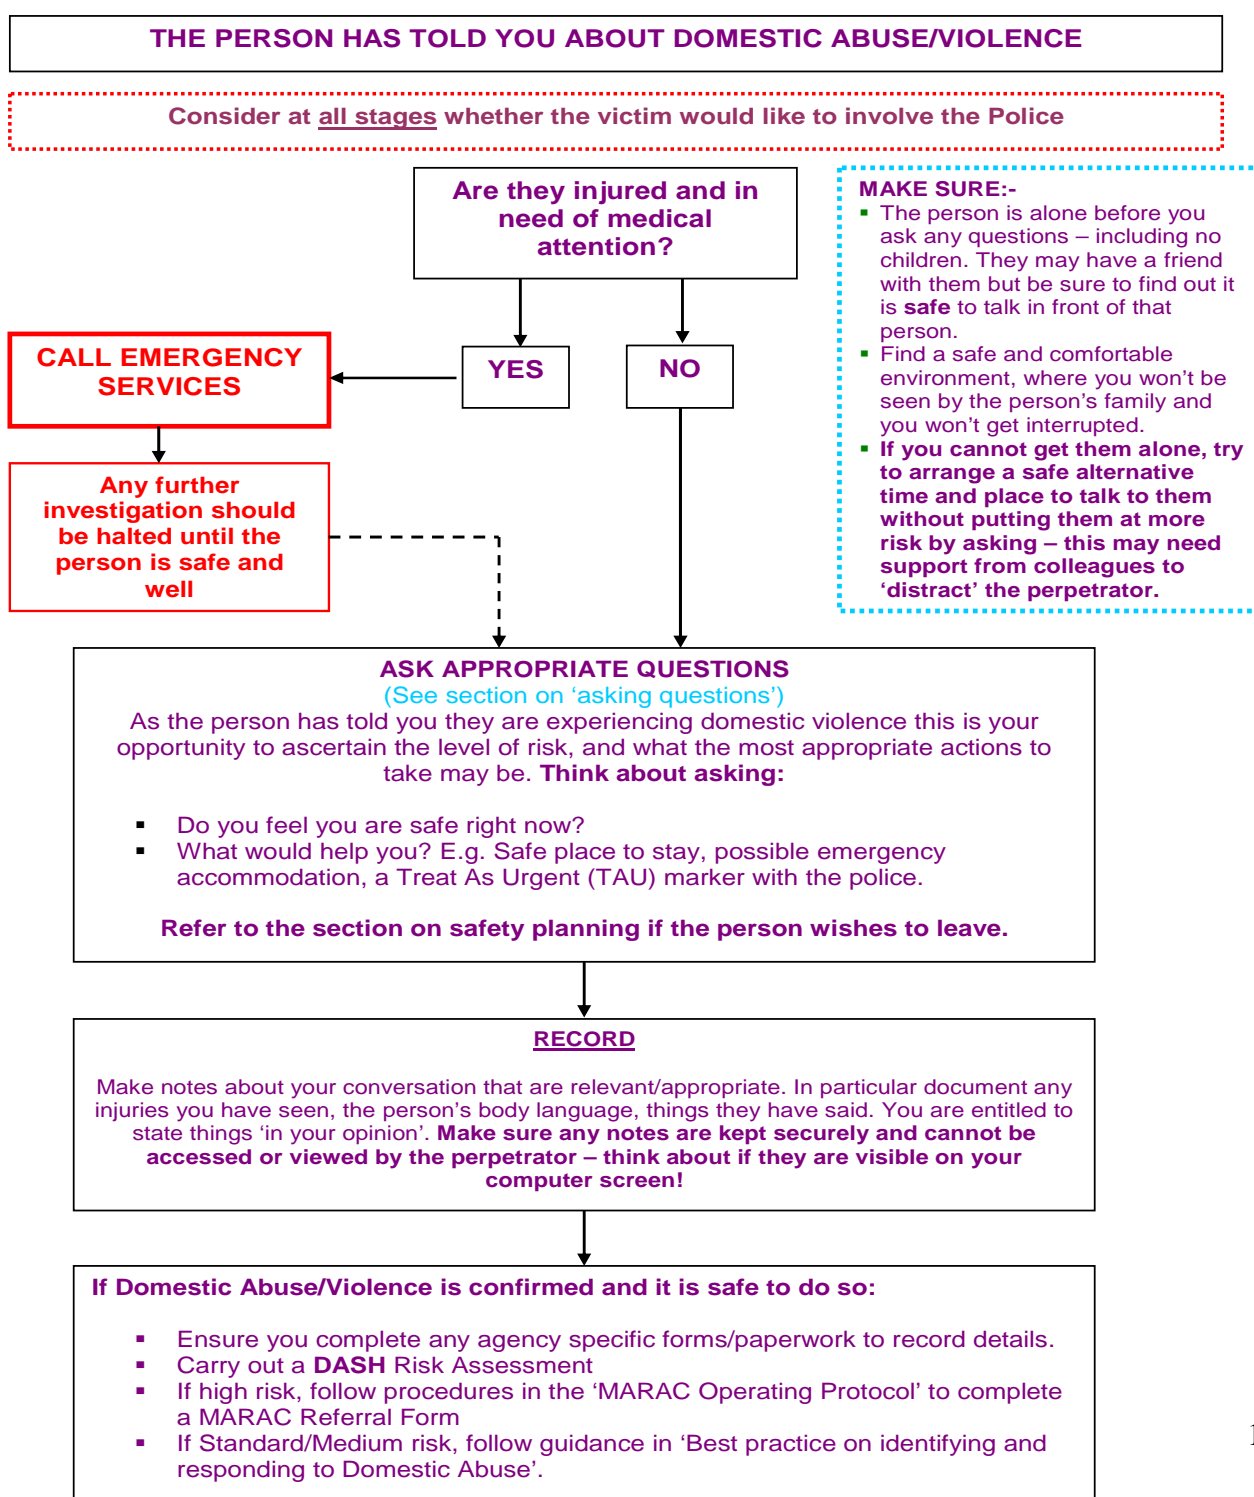 THE PERSON HAS TOLD YOU ABOUT DOMESTIC ABUSE/VIOLENCE
Consider at all stages whether the victim would like to involve the Police
Are they injured and in
need of medical
attention?
MAKE SURE:-
▪ The person is alone before you
ask any questions – including no
children. They may have a friend
with them but be sure to find out it
is safe to talk in front of that
person.
▪ Find a safe and comfortable
environment, where you won't be
seen by the person's family and
you won't get interrupted.
▪ If you cannot get them alone, try
to arrange a safe alternative
time and place to talk to them
without putting them at more
risk by asking – this may need
support from colleagues to
‘distract’ the perpetrator.
YES
NO
CALL EMERGENCY
SERVICES
Any further
investigation should
be halted until the
person is safe and
well
ASK APPROPRIATE QUESTIONS
(See section on ‘asking questions’)
As the person has told you they are experiencing domestic violence this is your
opportunity to ascertain the level of risk, and what the most appropriate actions to
take may be. Think about asking:
▪ Do you feel you are safe right now?
▪ What would help you? E.g. Safe place to stay, possible emergency
accommodation, a Treat As Urgent (TAU) marker with the police.
Refer to the section on safety planning if the person wishes to leave.
RECORD
Make notes about your conversation that are relevant/appropriate. In particular document any
injuries you have seen, the person’s body language, things they have said. You are entitled to
state things ‘in your opinion’. Make sure any notes are kept securely and cannot be
accessed or viewed by the perpetrator – think about if they are visible on your
computer screen!
If Domestic Abuse/Violence is confirmed and it is safe to do so:
▪ Ensure you complete any agency specific forms/paperwork to record details.
▪ Carry out a DASH Risk Assessment
▪ If high risk, follow procedures in the ‘MARAC Operating Protocol’ to complete
a MARAC Referral Form
▪ If Standard/Medium risk, follow guidance in ‘Best practice on identifying and
responding to Domestic Abuse’.
1